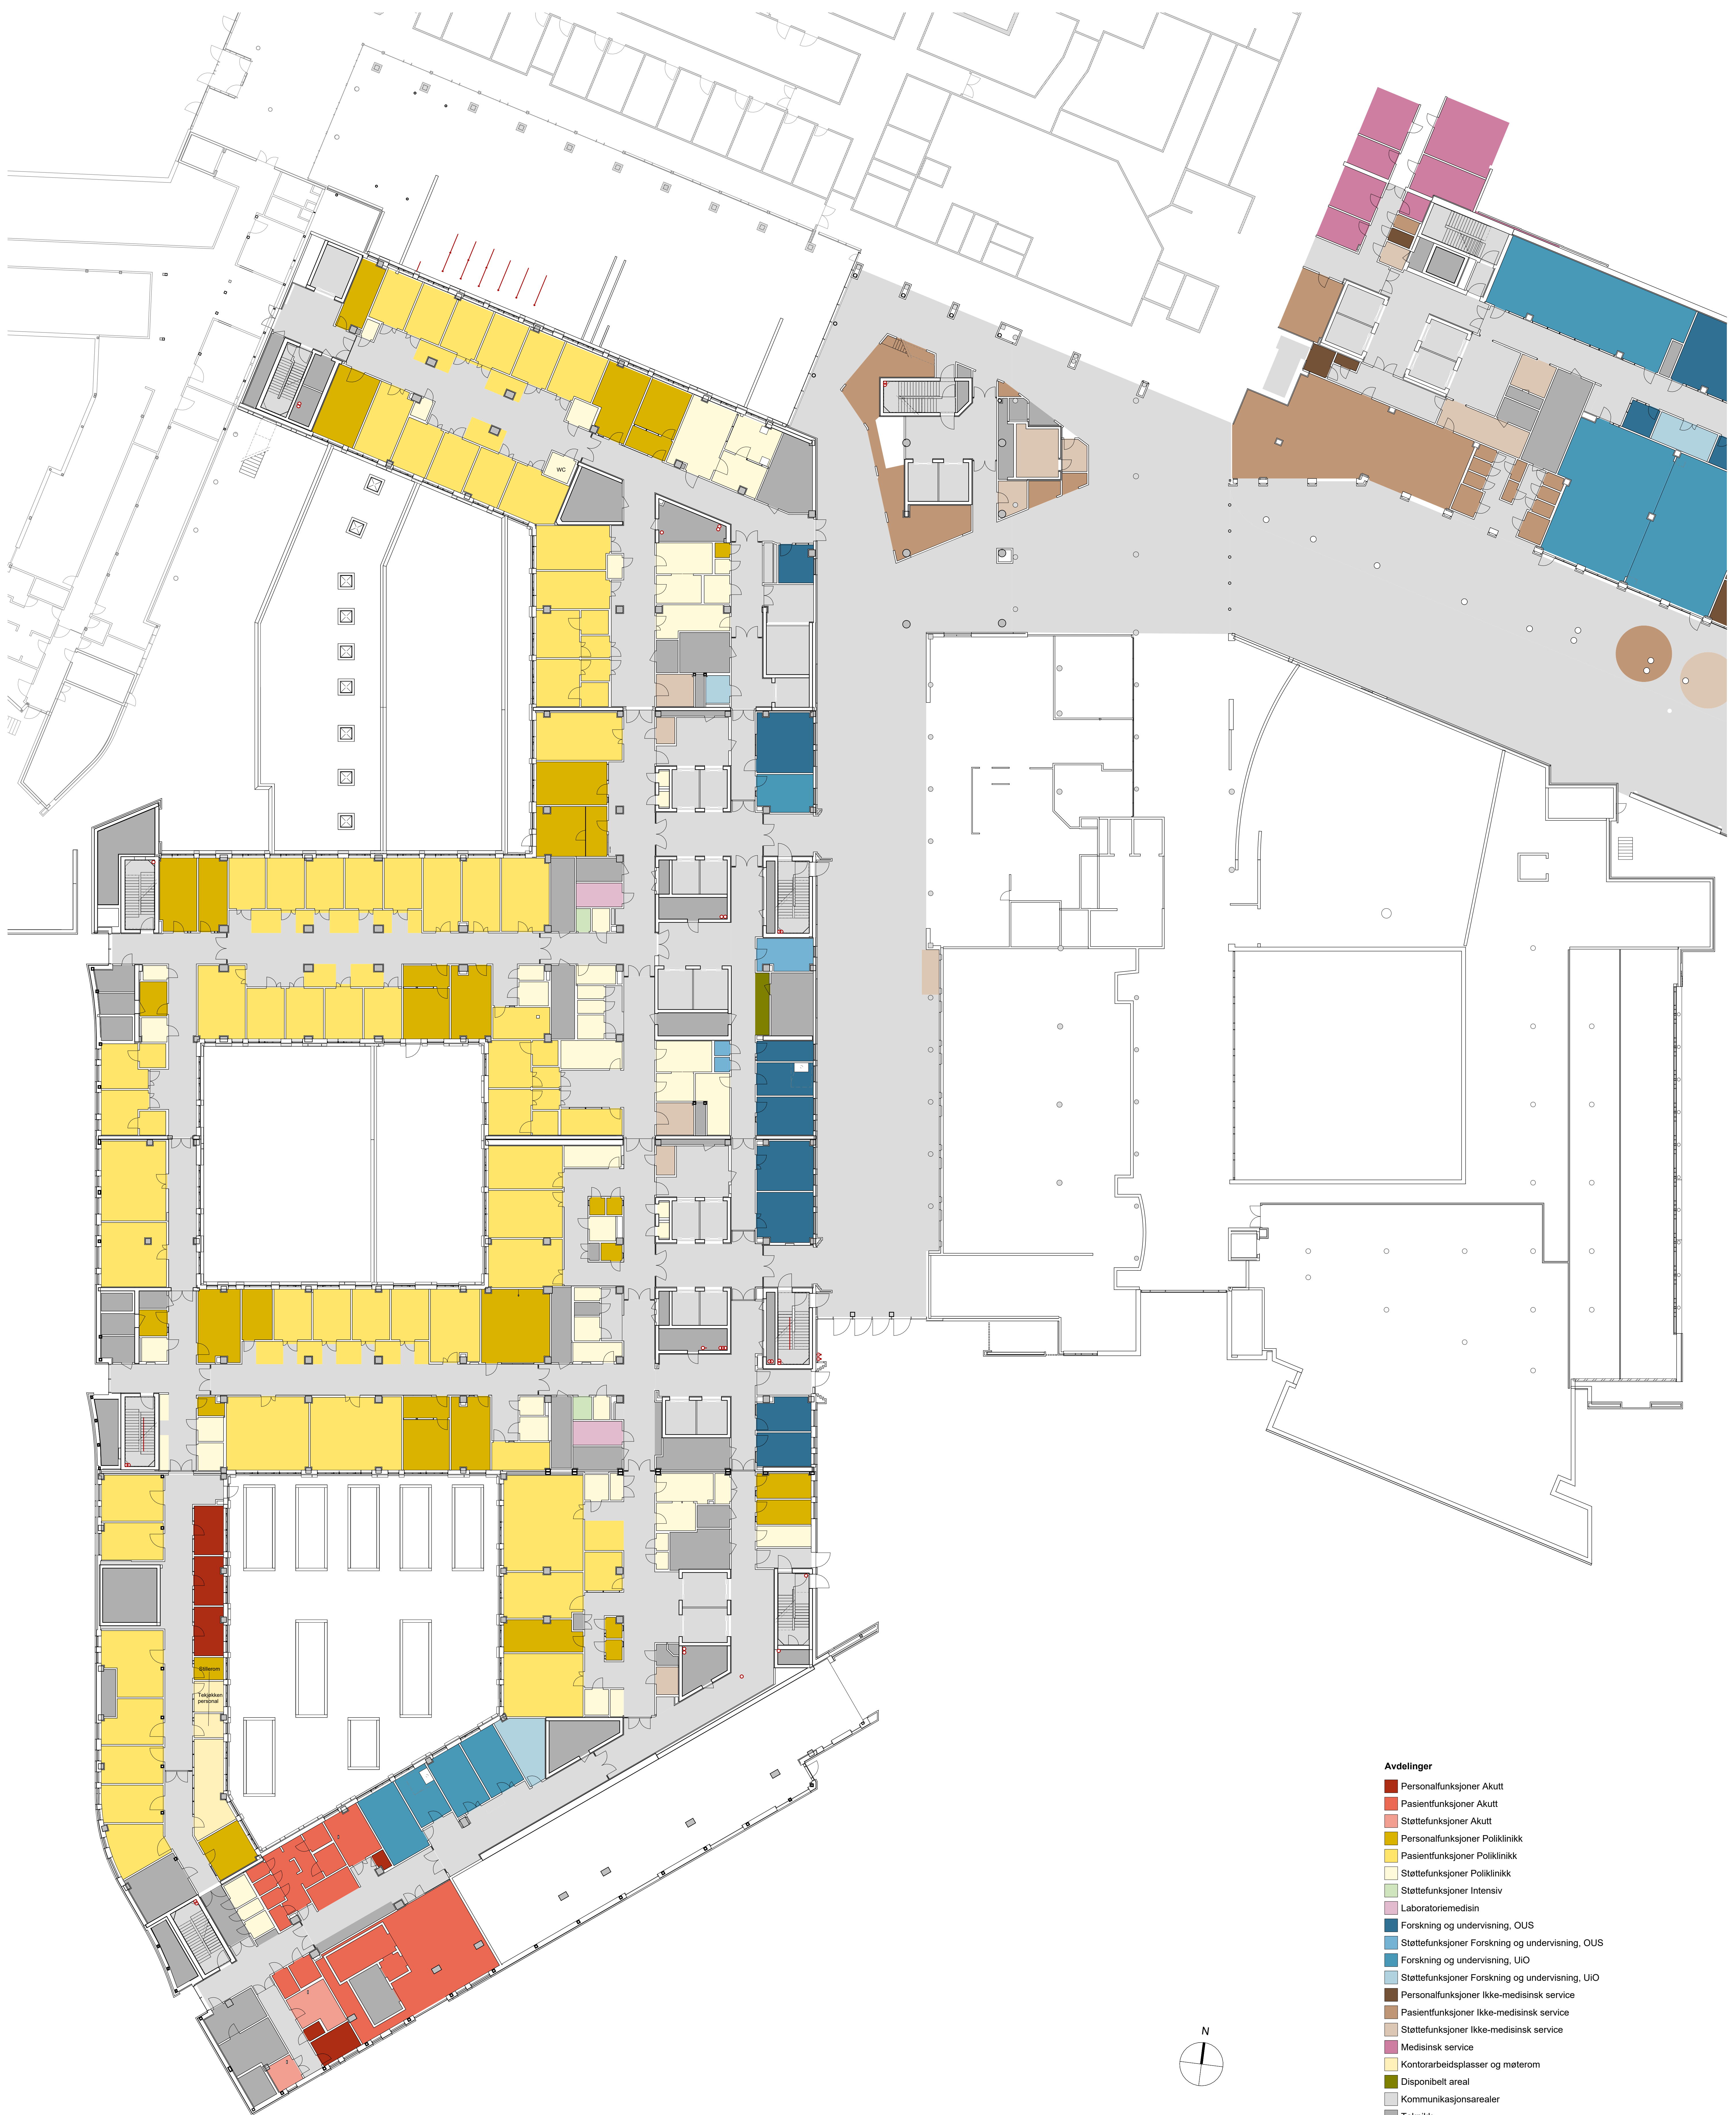 WC
Stillerom
Tekjøkken
personal
N
Avdelinger
Personalfunksjoner Akutt
Pasientfunksjoner Akutt
Støttefunksjoner Akutt
Personalfunksjoner Poliklinikk
Pasientfunksjoner Poliklinikk
Støttefunksjoner Poliklinikk
Støttefunksjoner Intensiv
Laboratoriemedisin
Forskning og undervisning, OUS
Støttefunksjoner Forskning og undervisning, OUS
Forskning og undervisning, UiO
Støttefunksjoner Forskning og undervisning, UiO
Personalfunksjoner Ikke-medisinsk service
Pasientfunksjoner Ikke-medisinsk service
Støttefunksjoner Ikke-medisinsk service
Medisinsk service
Kontorarbeidsplasser og møterom
Disponibelt areal
Kommunikasjonsarealer